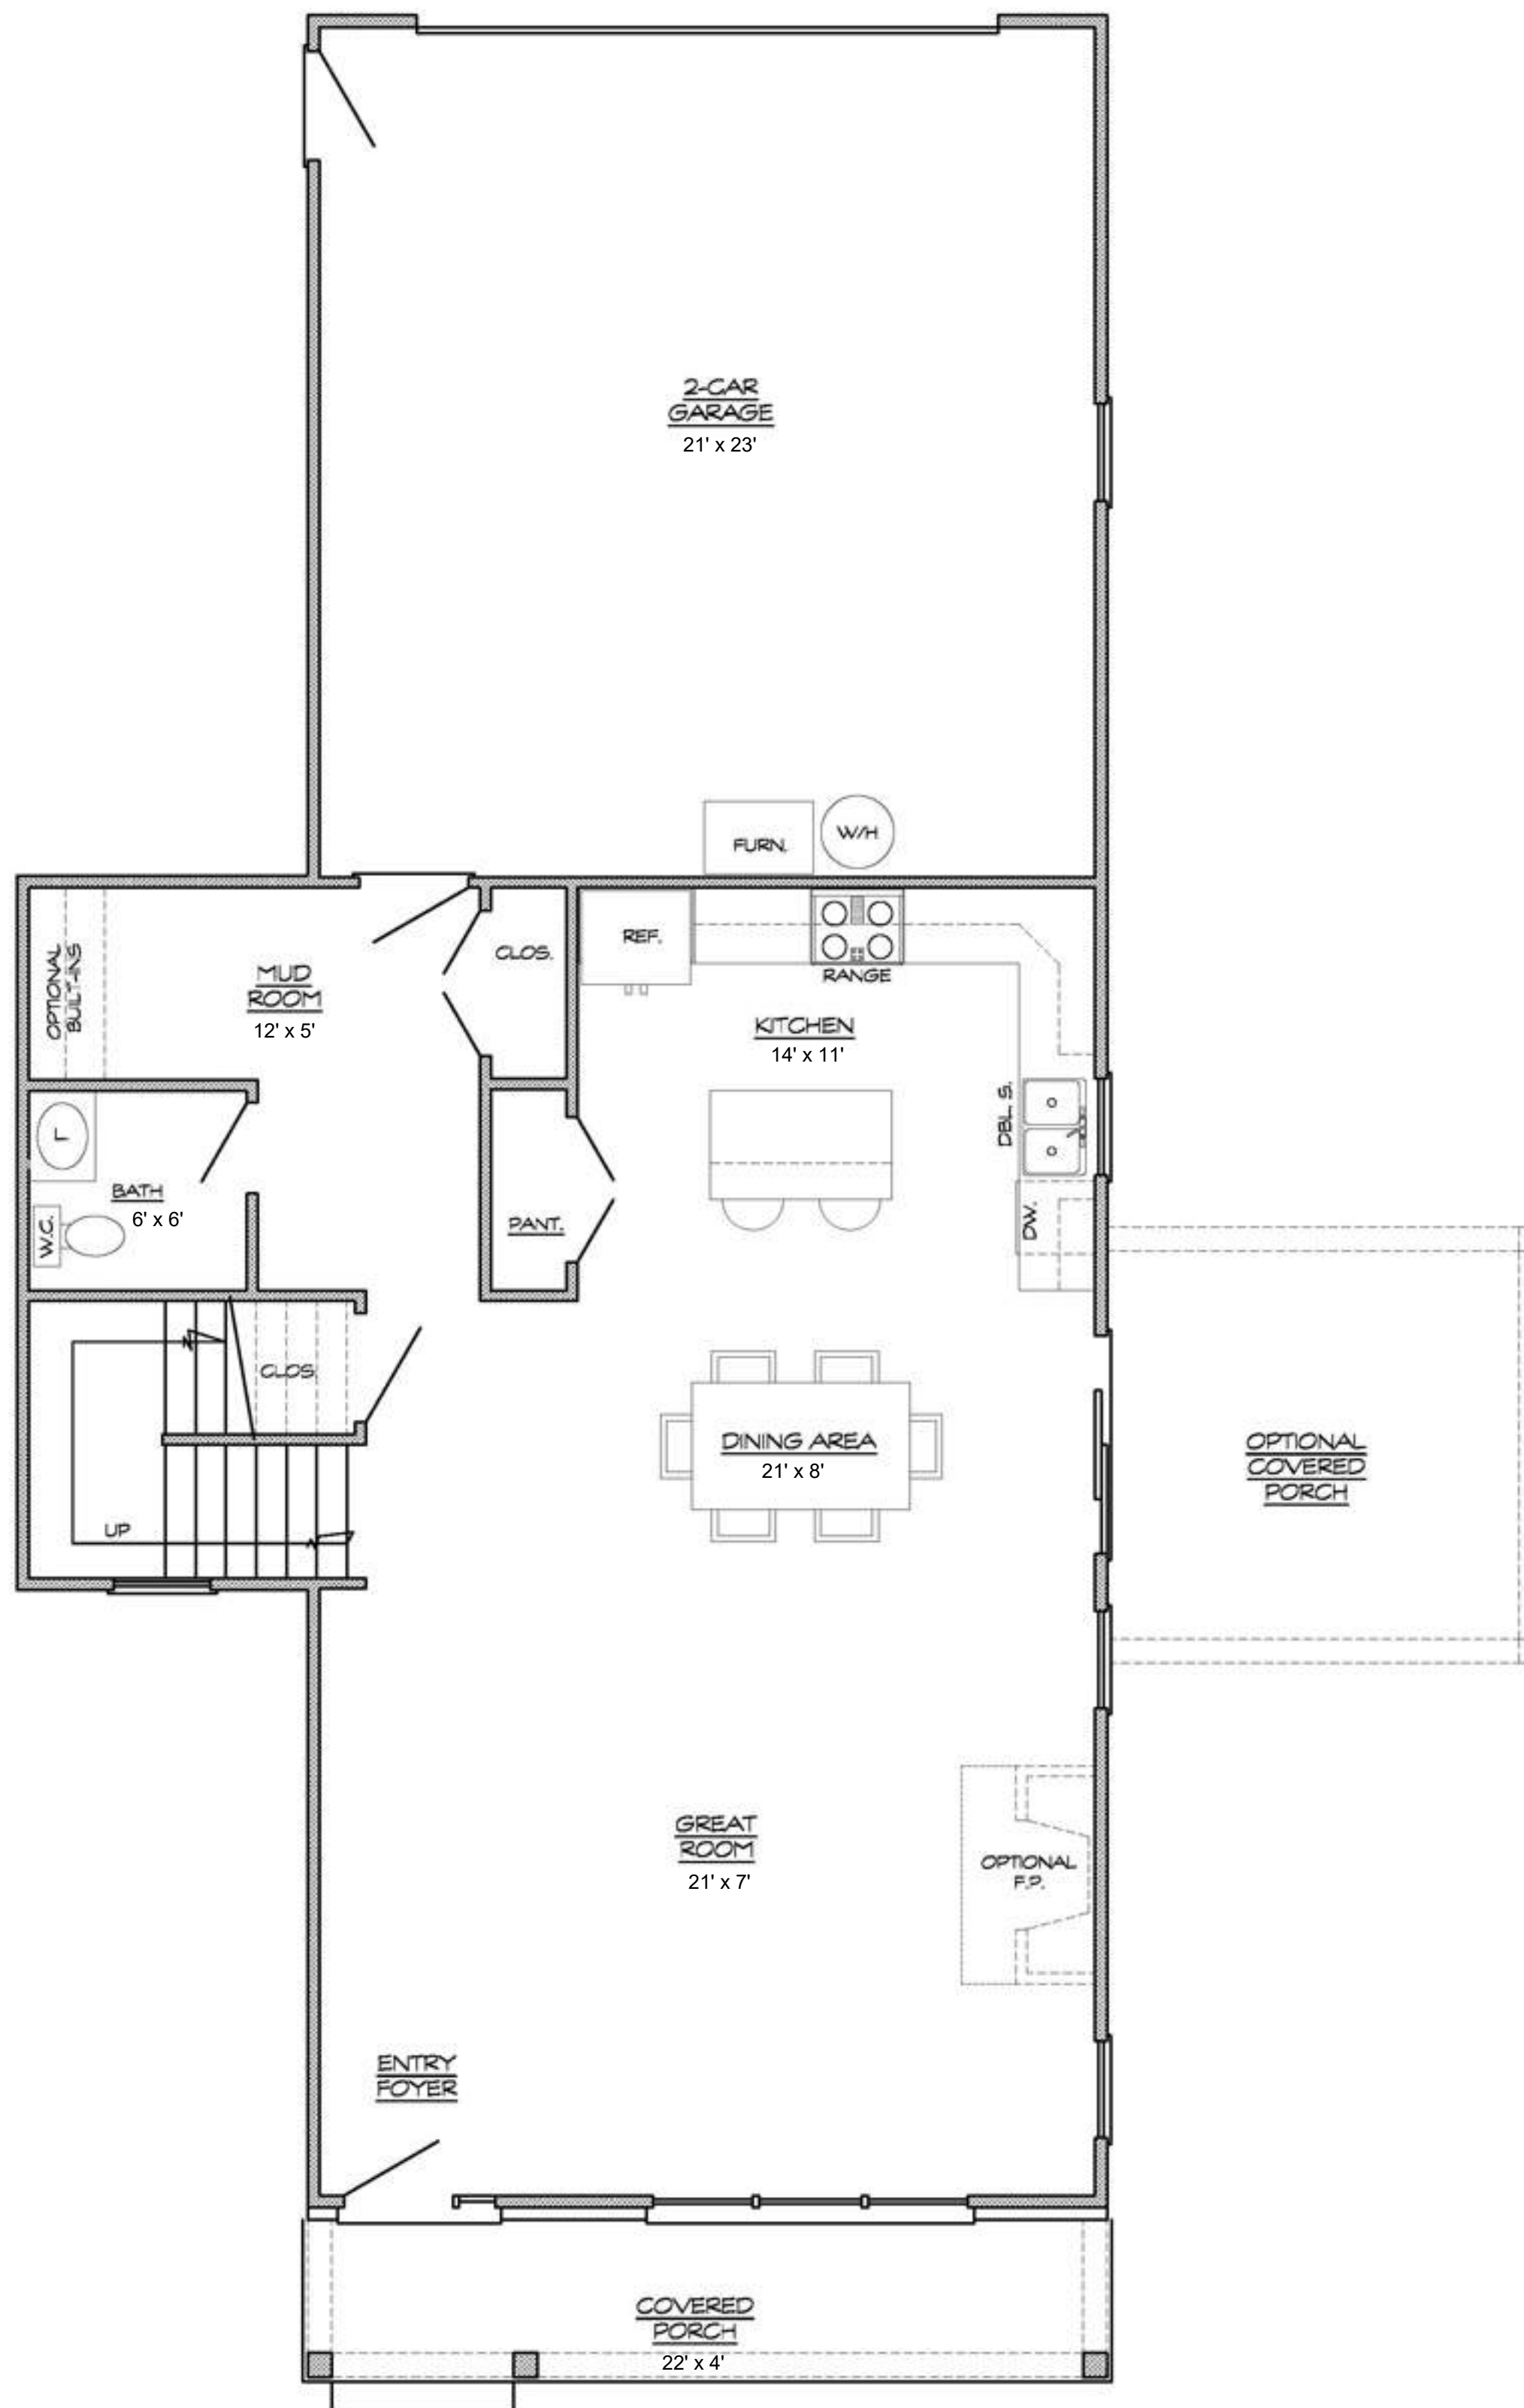 2-CAR
GARAGE
21' x 23'
FURN.
W/H
OPTIONAL
BUILT-INS
MUD
ROOM
12' x 5'
CLOS.
REF.
RANGE
KITCHEN
14' x 11'
DBL. S.
DW.
L
BATH
6' x 6'
W.C.
PANT.
CLOS.
UP
DINING AREA
21' x 8'
OPTIONAL
COVERED
PORCH
GREAT
ROOM
21' x 7'
OPTIONAL
F.P.
ENTRY
FOYER
COVERED
PORCH
22' x 4'